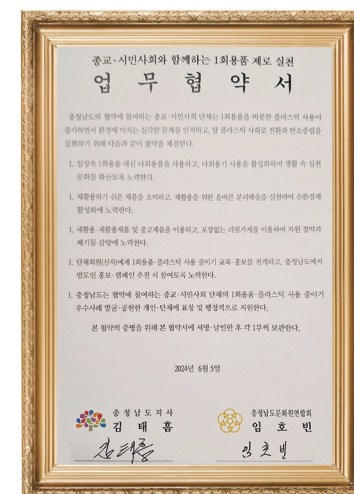 종교·시민사회와 함께하는 1회용품 제로 실천
업 무 협 약 서
충청남도와 협약에 참여하는 종교·시민사회 단체는 1회용품을 비롯한 플라스틱 사용이
증가하면서 환경에 미치는 심각한 문제를 인지하고, 탈 플라스틱 사회로 전환과 탄소중립을
실현하기 위해 다음과 같이 협약을 체결한다.
1. 일상속 1회용품 대신 다회용품을 사용하고, 다회용기 사용을 활성화하여 생활 속 실천
문화를 확산토록 노력한다.
1. 재활용하기 쉬운 제품을 소비하고, 재활용을 위한 올바른 분리배출을 실천하여 순환경제
활성화에 노력한다.
1. 새활용·재활용제품 및 중고제품을 이용하고, 포장없는 리필가게를 이용하여 자원 절약과
폐기물 감량에 노력한다.
1. 단체회원(신자)에게 1회용품·플라스틱 사용 줄이기 교육·홍보를 전개하고, 충청남도에서
범도민 홍보·캠페인 추진 시 참여토록 노력한다.
1. 충청남도는 협약에 참여하는 종교·시민사회 단체의 1회용품·플라스틱 사용 줄이기
우수사례 발굴·공헌한 개인·단체에 표창 및 행정적으로 지원한다.
본 협약의 증명을 위해 본 협약서에 서명·날인한 후 각 1부씩 보관한다.
2024년 6월 5일
충청남도지사
김 태 흠
충청남도문화원연합회
임 호 빈
김태흠
임호빈